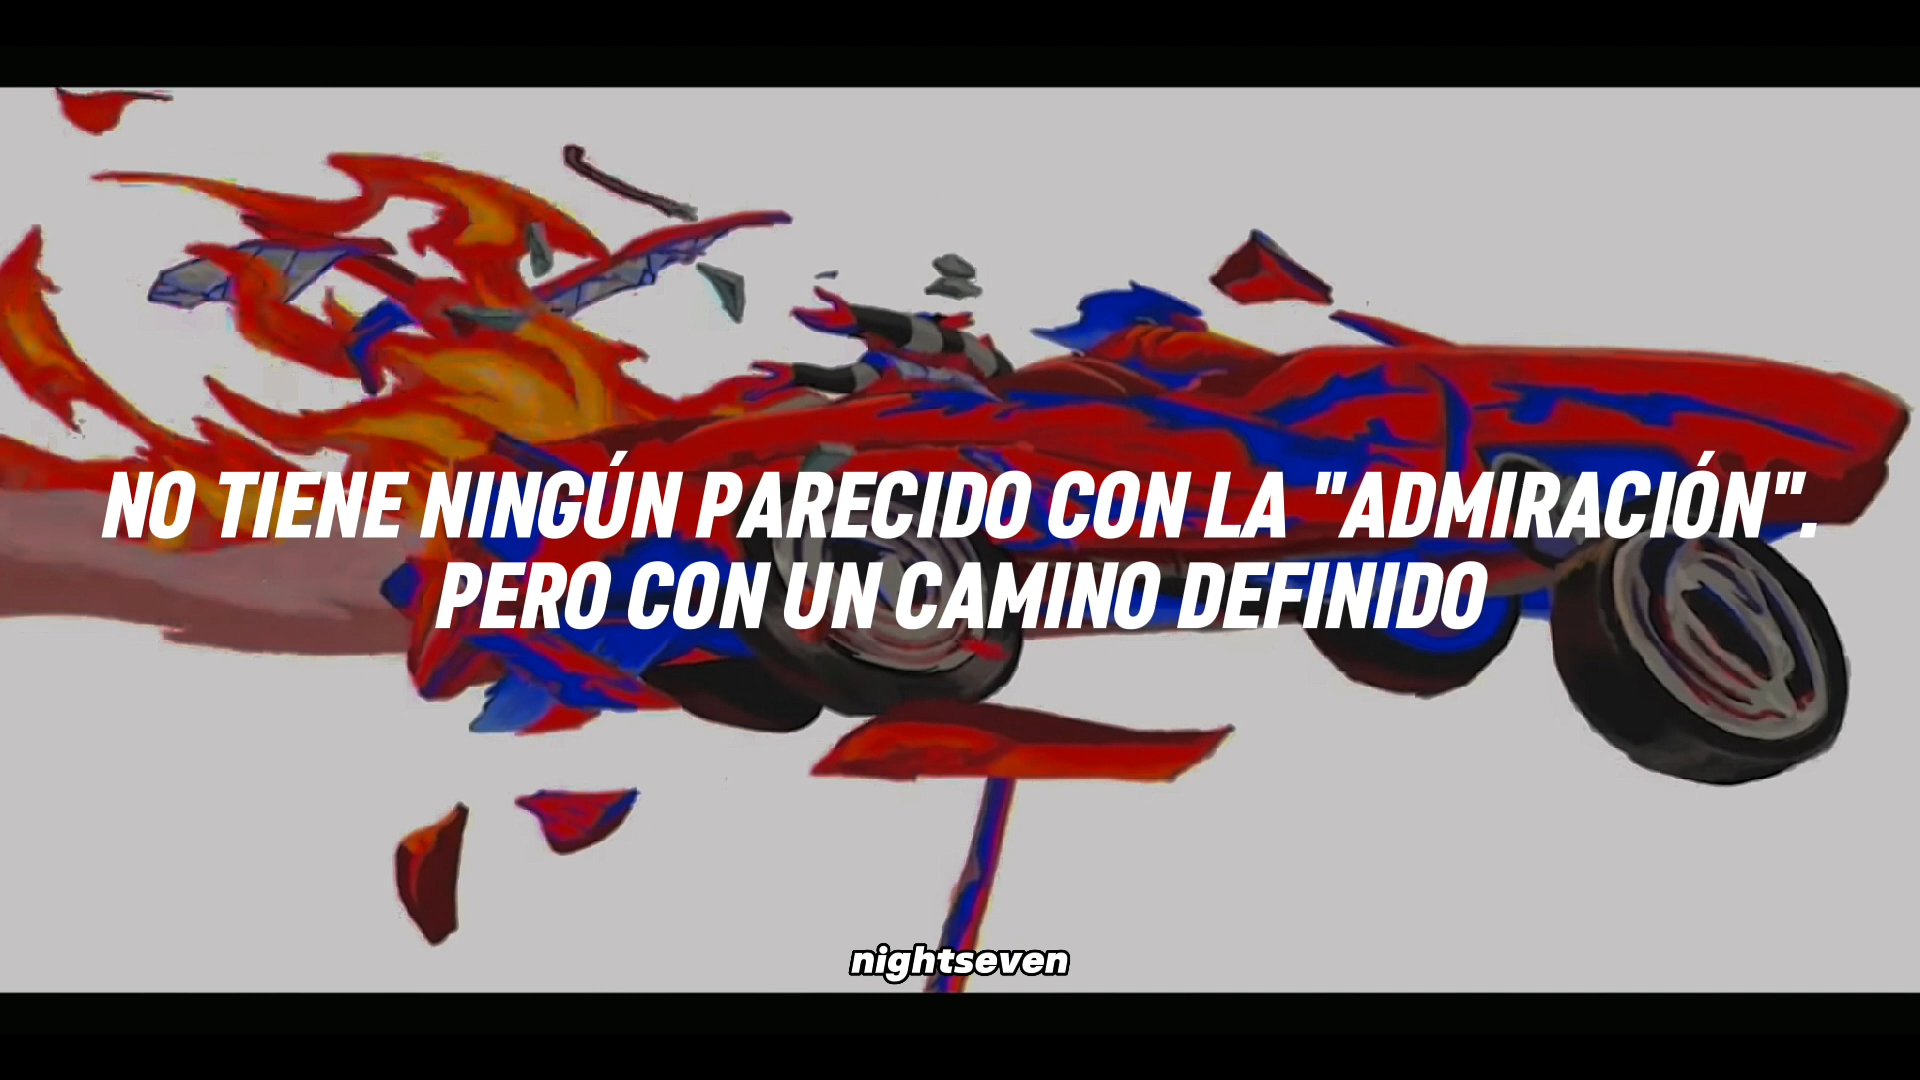 NO TIENE NINGÚN PARECIDO CON LA "ADMIRACIÓN".
PERO CON UN CAMINO DEFINIDO
nightseven